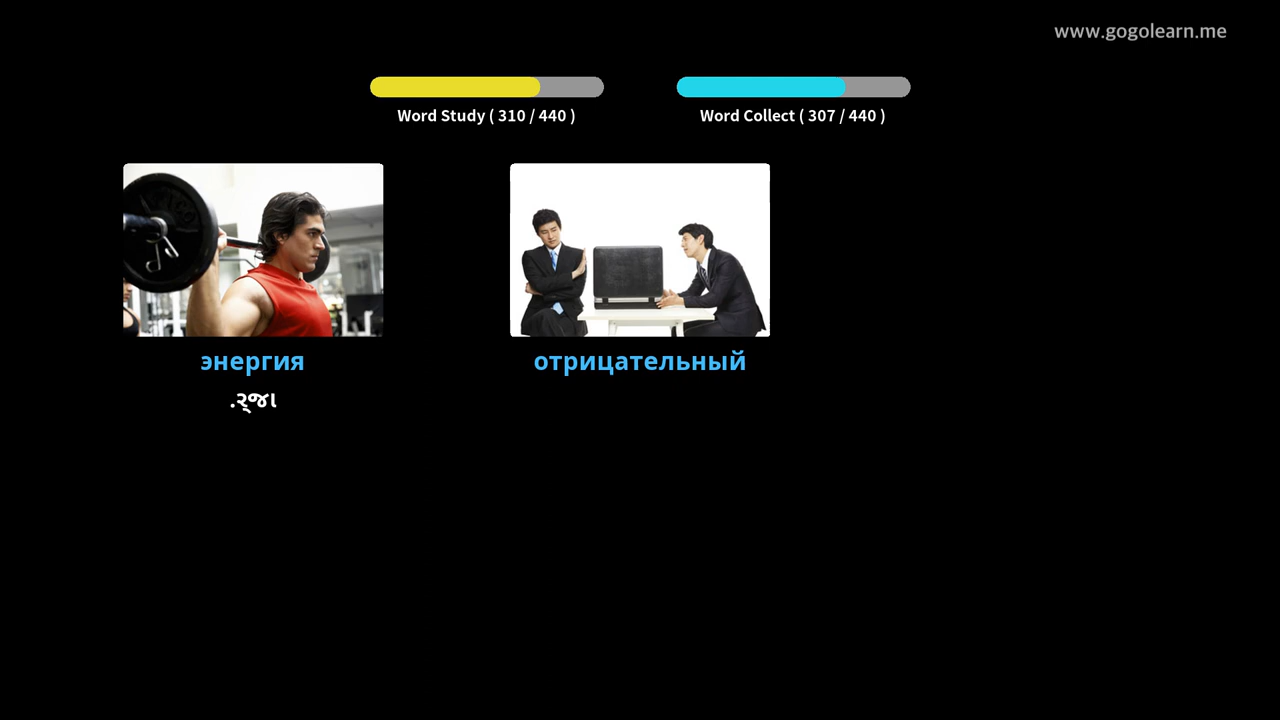 www.gogolearn.me
Word Study ( 310 / 440 )
Word Collect ( 307 / 440 )
энергия
отрицательный
.ર્જા